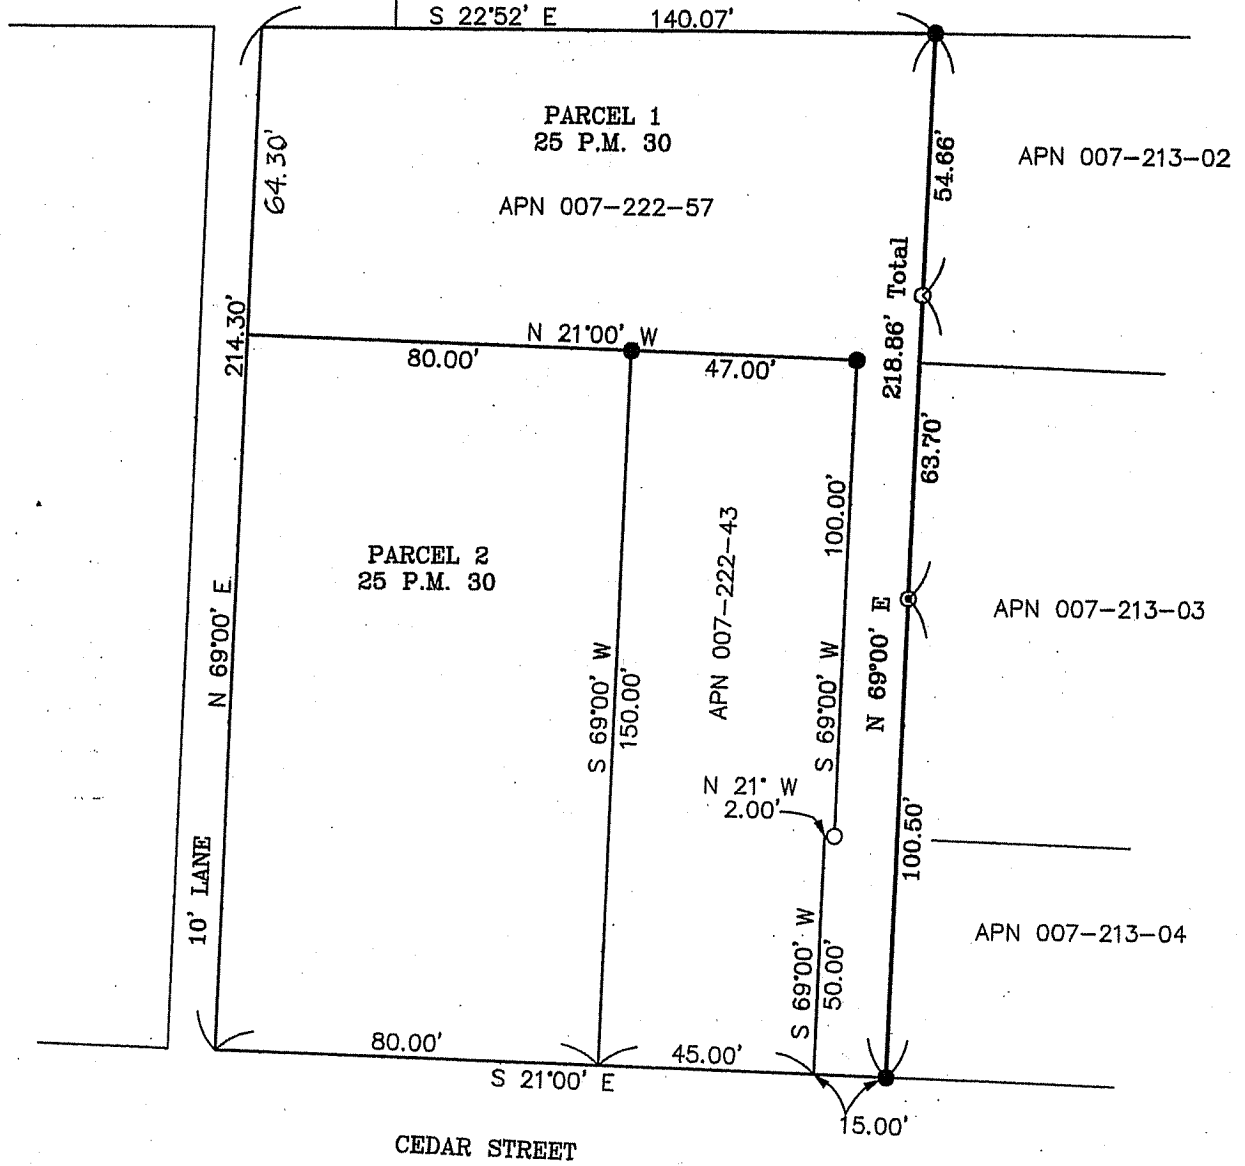 S 22°52' E 140.07'
PARCEL 1
25 P.M. 30
APN 007-222-57
64.30'
54.66'
APN 007-213-02
218.86' Total
214.30'
N 21°00' W
80.00'
47.00'
63.70'
100.00'
PARCEL 2
25 P.M. 30
APN 007-222-43
N 69°00' E
S 69°00' W
150.00'
S 69°00' W
N 69°00' E
APN 007-213-03
N 21° W
2.00'
100.50'
10' LANE
S 69°00' W
50.00'
APN 007-213-04
80.00'
45.00'
S 21°00' E
15.00'
CEDAR STREET